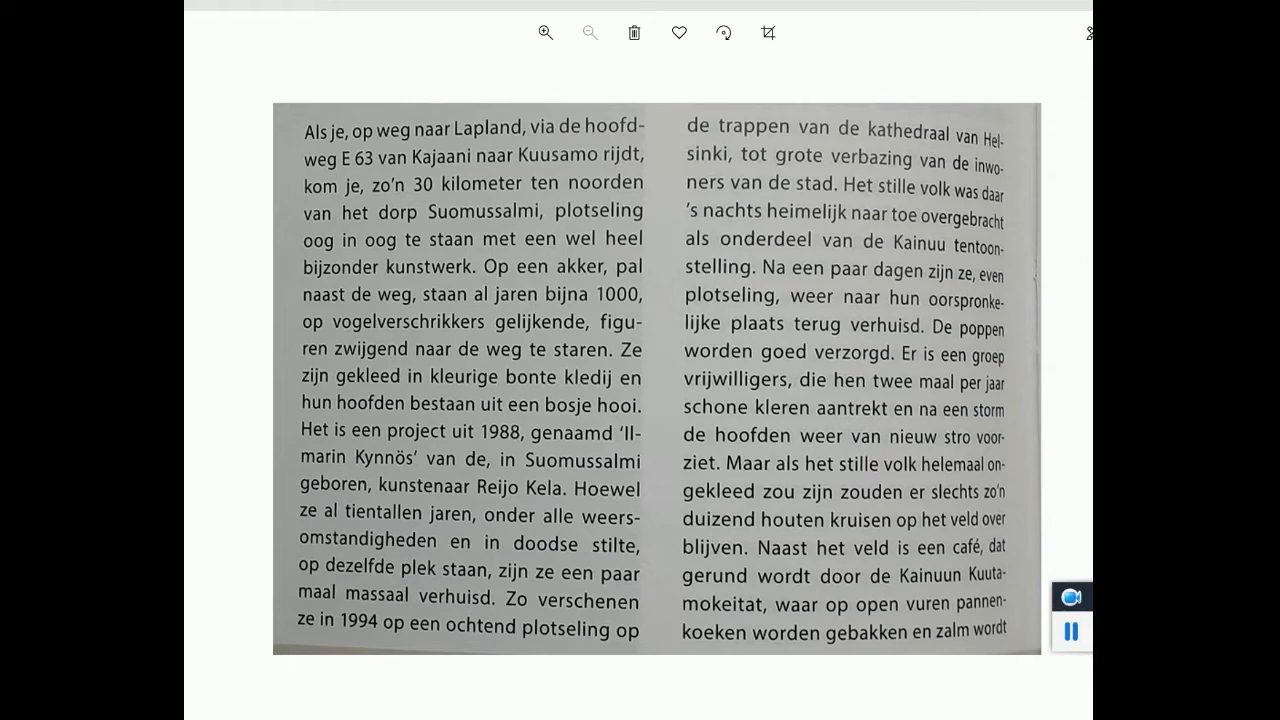 Als je, op weg naar Lapland, via de hoofd-
weg E 63 van Kajaani naar Kuusamo rijdt,
kom je, zo'n 30 kilometer ten noorden
van het dorp Suomussalmi, plotseling
oog in oog te staan met een wel heel
bijzonder kunstwerk. Op een akker, pal
naast de weg, staan al jaren bijna 1000,
op vogelverschrikkers gelijkende, figu-
ren zwijgend naar de weg te staren. Ze
zijn gekleed in kleurige bonte kledij en
hun hoofden bestaan uit een bosje hooi.
Het is een project uit 1988, genaamd 'Il-
marin Kynnös' van de, in Suomussalmi
geboren, kunstenaar Reijo Kela. Hoewel
ze al tientallen jaren, onder alle weers-
omstandigheden en in doodse stilte,
op dezelfde plek staan, zijn ze een paar
maal massaal verhuisd. Zo verschenen
ze in 1994 op een ochtend plotseling op
de trappen van de kathedraal van Hel-
sinki, tot grote verbazing van de inwo-
ners van de stad. Het stille volk was daar
's nachts heimelijk naar toe overgebracht
als onderdeel van de Kainuu tentoon-
stelling. Na een paar dagen zijn ze, even
plotseling, weer naar hun oorspronke-
lijke plaats terug verhuisd. De poppen
worden goed verzorgd. Er is een groep
vrijwilligers, die hen twee maal per jaar
schone kleren aantrekt en na een storm
de hoofden weer van nieuw stro voor-
ziet. Maar als het stille volk helemaal on-
gekleed zou zijn zouden er slechts zo'n
duizend houten kruisen op het veld over
blijven. Naast het veld is een café, dat
gerund wordt door de Kainuun Kuuta-
mokeitat, waar op open vuren pannen-
koeken worden gebakken en zalm wordt